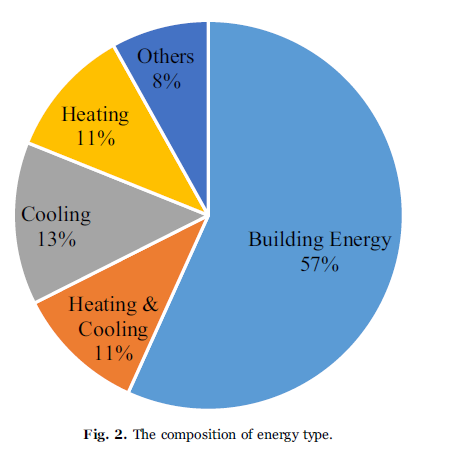 Others
8%
Heating
11%
Cooling
13%
Building Energy
57%
Heating &
Cooling
11%
Fig. 2. The composition of energy type.